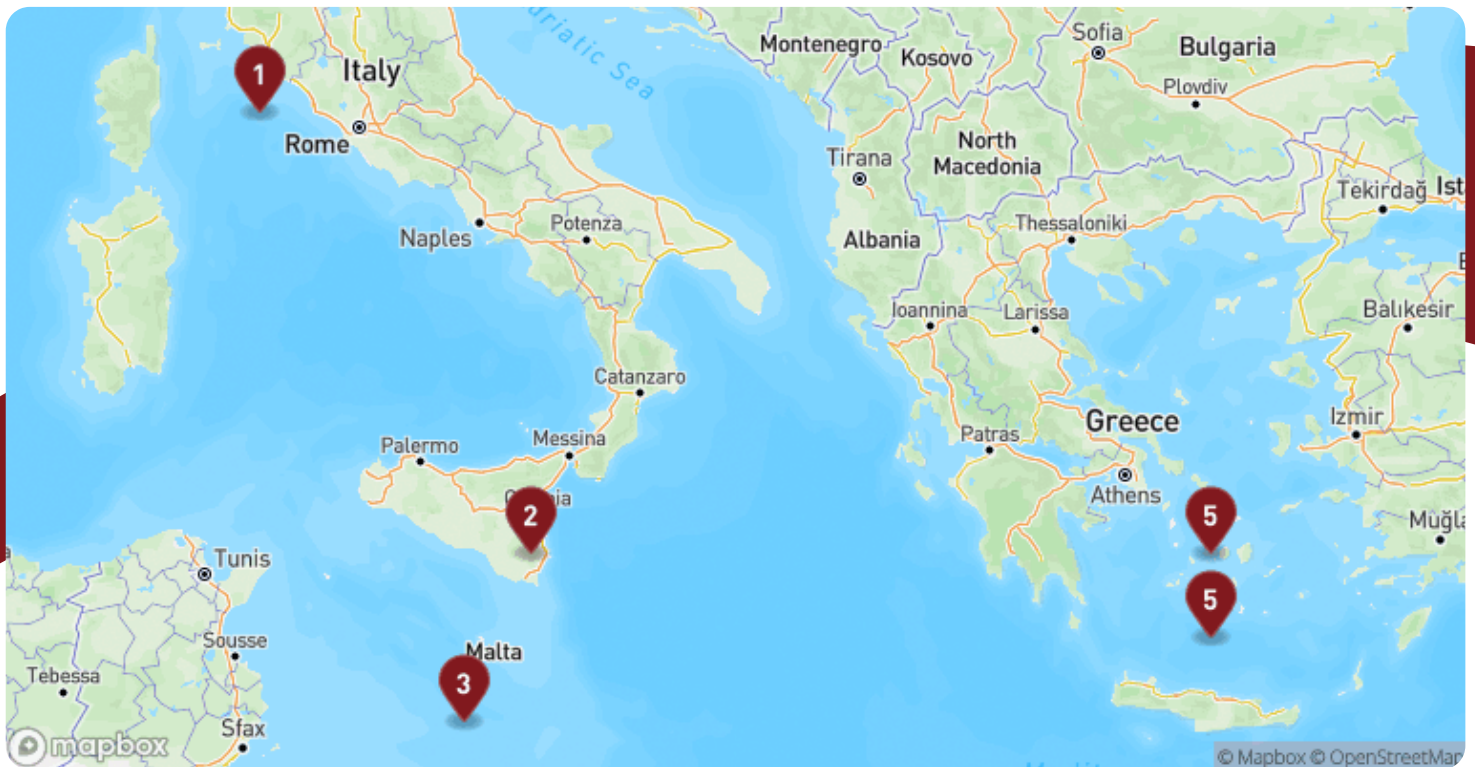 Adriatic Sea
Sofia
Montenegro
Bulgaria
Kosovo
1
Italy
Plovdiv
Rome
North
Macedonia
Tirana
Tekirdağ
Ist
Naples
Potenza
Albania
Thessaloniki
Ioannina
Larissa
Balıkesir
Catanzaro
Izmir
Greece
Palermo
Messina
Patras
Athens
2
5
Muğla
Tunis
5
Sousse
Malta
Tebessa
3
Sfax
mapbox
© Mapbox © OpenStreetMap